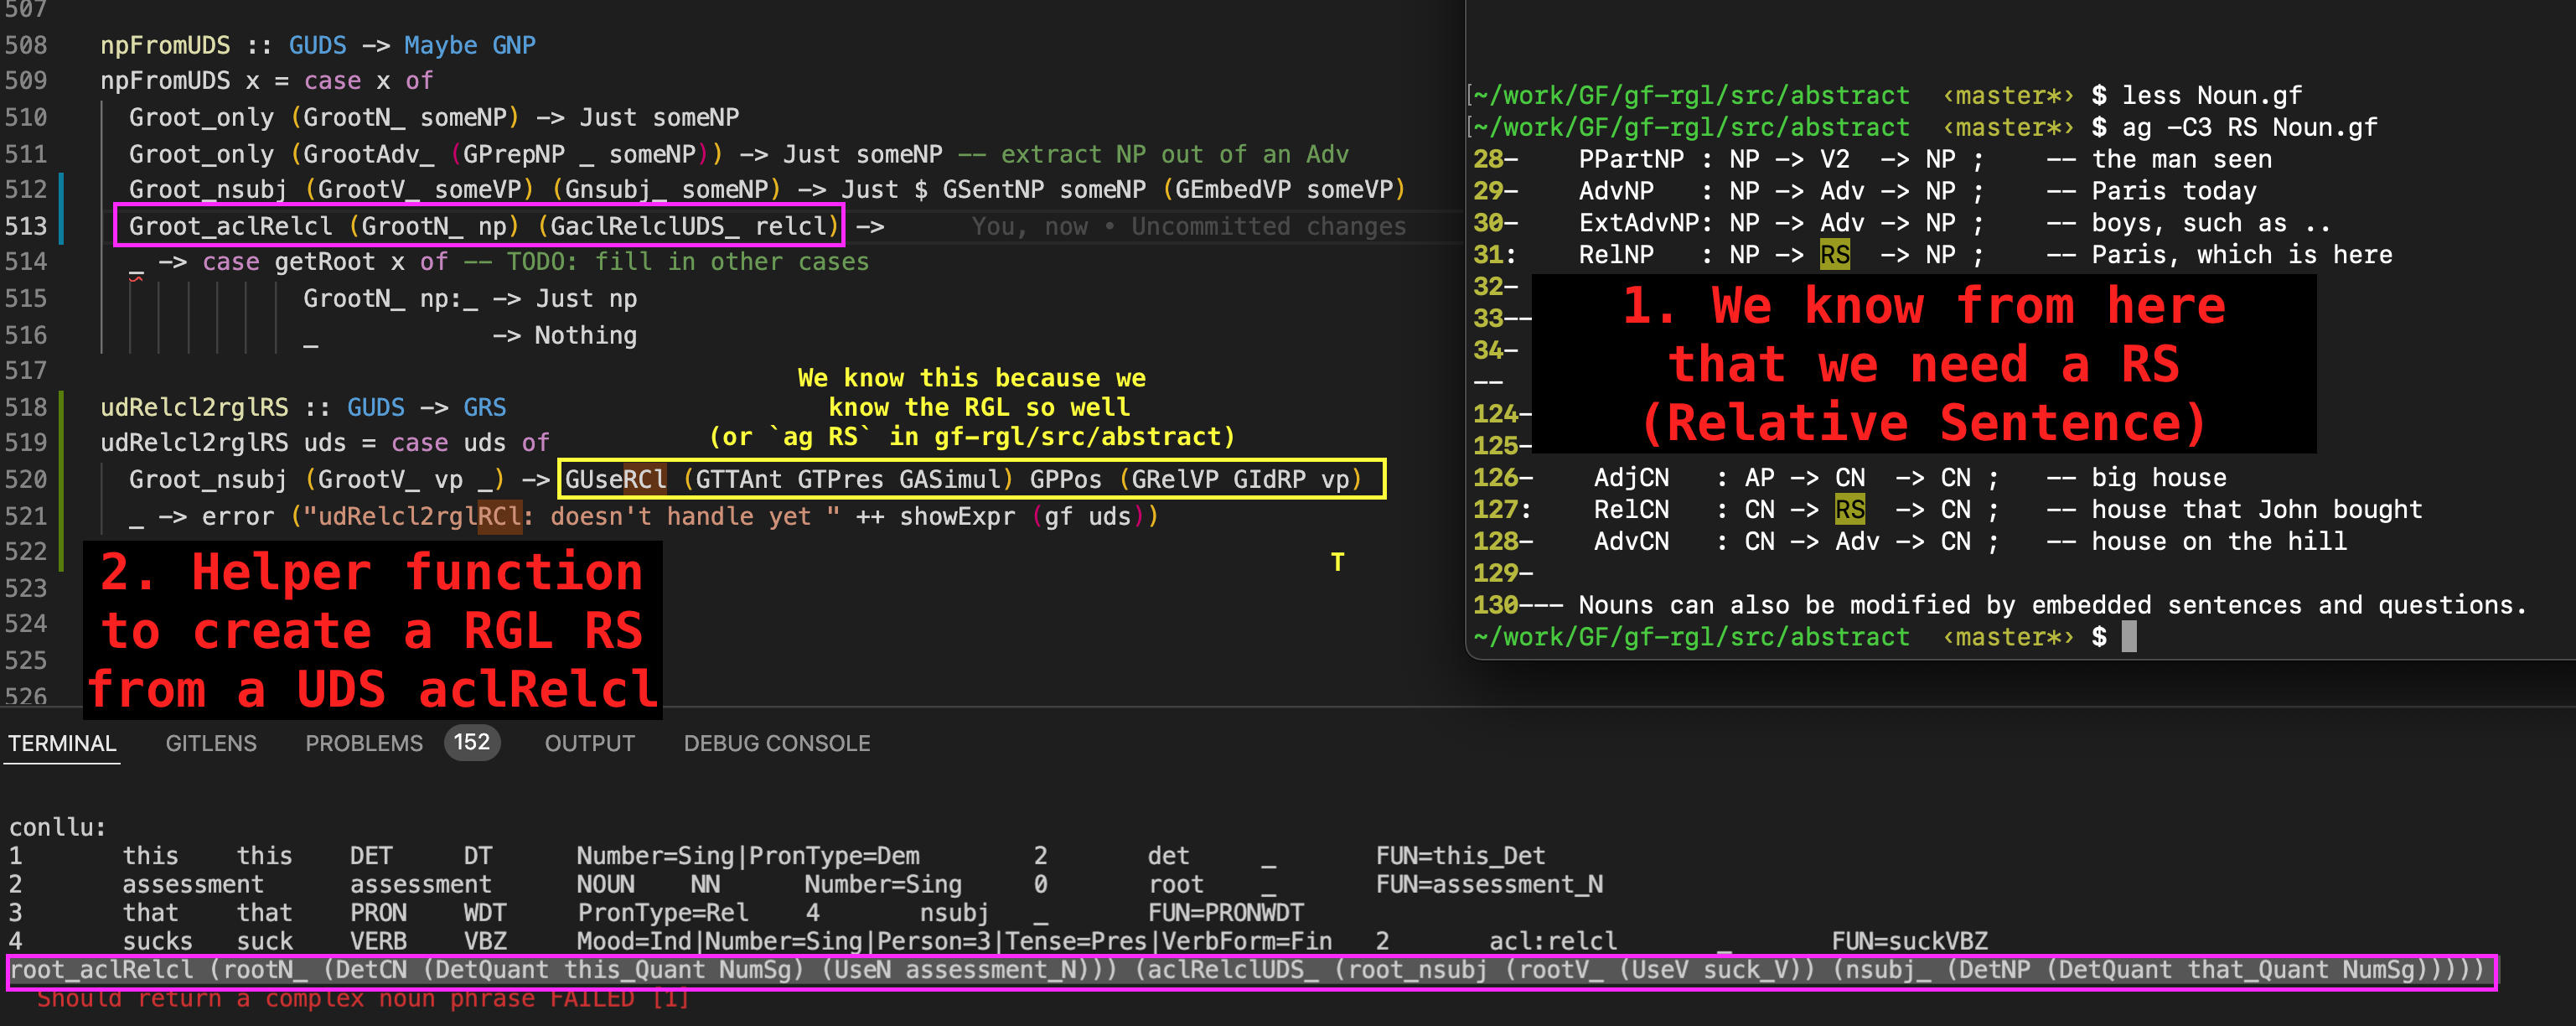 507
508 npFromUDS :: GUDS -> Maybe GNP
509 npFromUDS x = case x of
510 Groot_only (GrootN_ someNP) -> Just someNP
511 Groot_only (GrootAdv_ (GPrepNP _ someNP)) -> Just someNP -- extract NP out of an Adv
512 Groot_nsubj (GrootV_ someVP) (Gnsubj_ someNP) -> Just $ GSentNP someNP (GEmbedVP someVP)
513 Groot_aclRelcl (GrootN_ np) (GaclRelclUDS_ relcl) -> You, now • Uncommitted changes
514 _ -> case getRoot x of -- TODO: fill in other cases
515 GrootN_ np:_ -> Just np
516 _ -> Nothing
517
We know this because we
know the RGL so well
(or `ag RS` in gf-rgl/src/abstract)
518 udRelcl2rglRS :: GUDS -> GRS
519 udRelcl2rglRS uds = case uds of
520 Groot_nsubj (GrootV_ vp _) -> GUseRCl (GTTAnt GTPres GASimul) GPPos (GRelVP GIdRP vp)
521 _ -> error ("udRelcl2rglRCl: doesn't handle yet " ++ showExpr (gf uds))
522
T
523
524
525
526
2. Helper function
to create a RGL RS
from a UDS aclRelcl
[~/work/GF/gf-rgl/src/abstract ‹master*› $ less Noun.gf
[~/work/GF/gf-rgl/src/abstract ‹master*› $ ag -C3 RS Noun.gf
28- PPartNP : NP -> V2 -> NP ; -- the man seen
29- AdvNP : NP -> Adv -> NP ; -- Paris today
30- ExtAdvNP: NP -> Adv -> NP ; -- boys, such as ..
31: RelNP : NP -> RS -> NP ; -- Paris, which is here
32-
33--
34-
--
124-
125-
1. We know from here
that we need a RS
(Relative Sentence)
126- AdjCN : AP -> CN -> CN ; -- big house
127: RelCN : CN -> RS -> CN ; -- house that John bought
128- AdvCN : CN -> Adv -> CN ; -- house on the hill
129-
130--- Nouns can also be modified by embedded sentences and questions.
~/work/GF/gf-rgl/src/abstract ‹master*› $
TERMINAL GITLENS PROBLEMS 152 OUTPUT DEBUG CONSOLE
conllu:
1 this this DET DT Number=Sing|PronType=Dem 2 det _ FUN=this_Det
2 assessment assessment NOUN NN Number=Sing 0 root _ FUN=assessment_N
3 that that PRON WDT PronType=Rel 4 nsubj _ FUN=PRONWDT
4 sucks suck VERB VBZ Mood=Ind|Number=Sing|Person=3|Tense=Pres|VerbForm=Fin 2 acl:relcl _ FUN=suckVBZ
root_aclRelcl (rootN_ (DetCN (DetQuant this_Quant NumSg) (UseN assessment_N))) (aclRelclUDS_ (root_nsubj (rootV_ (UseV suck_V)) (nsubj_ (DetNP (DetQuant that_Quant NumSg)))))
Should return a complex noun phrase FAILED [1]